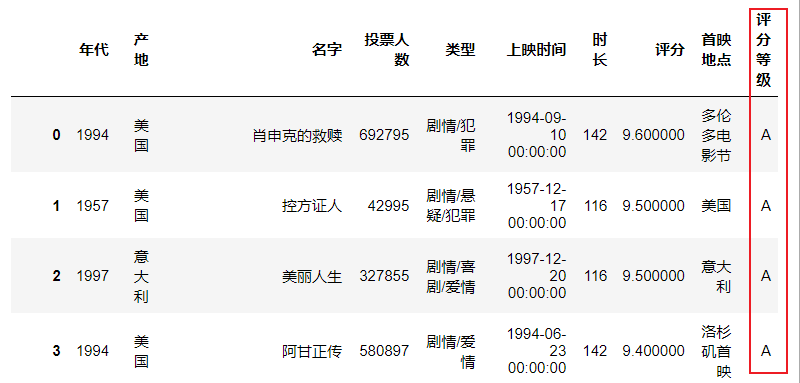 年代 产地 名字 投票人数 类型 上映时间 时长 评分 首映地点 评分等级
0 1994 美国 肖申克的救赎 692795 剧情/犯罪 1994-09-10 00:00:00 142 9.600000 多伦多电影节 A
1 1957 美国 控方证人 42995 剧情/悬疑/犯罪 1957-12-17 00:00:00 116 9.500000 美国 A
2 1997 意大利 美丽人生 327855 剧情/喜剧/爱情 1997-12-20 00:00:00 116 9.500000 意大利 A
3 1994 美国 阿甘正传 580897 剧情/爱情 1994-06-23 00:00:00 142 9.400000 洛杉矶首映 A